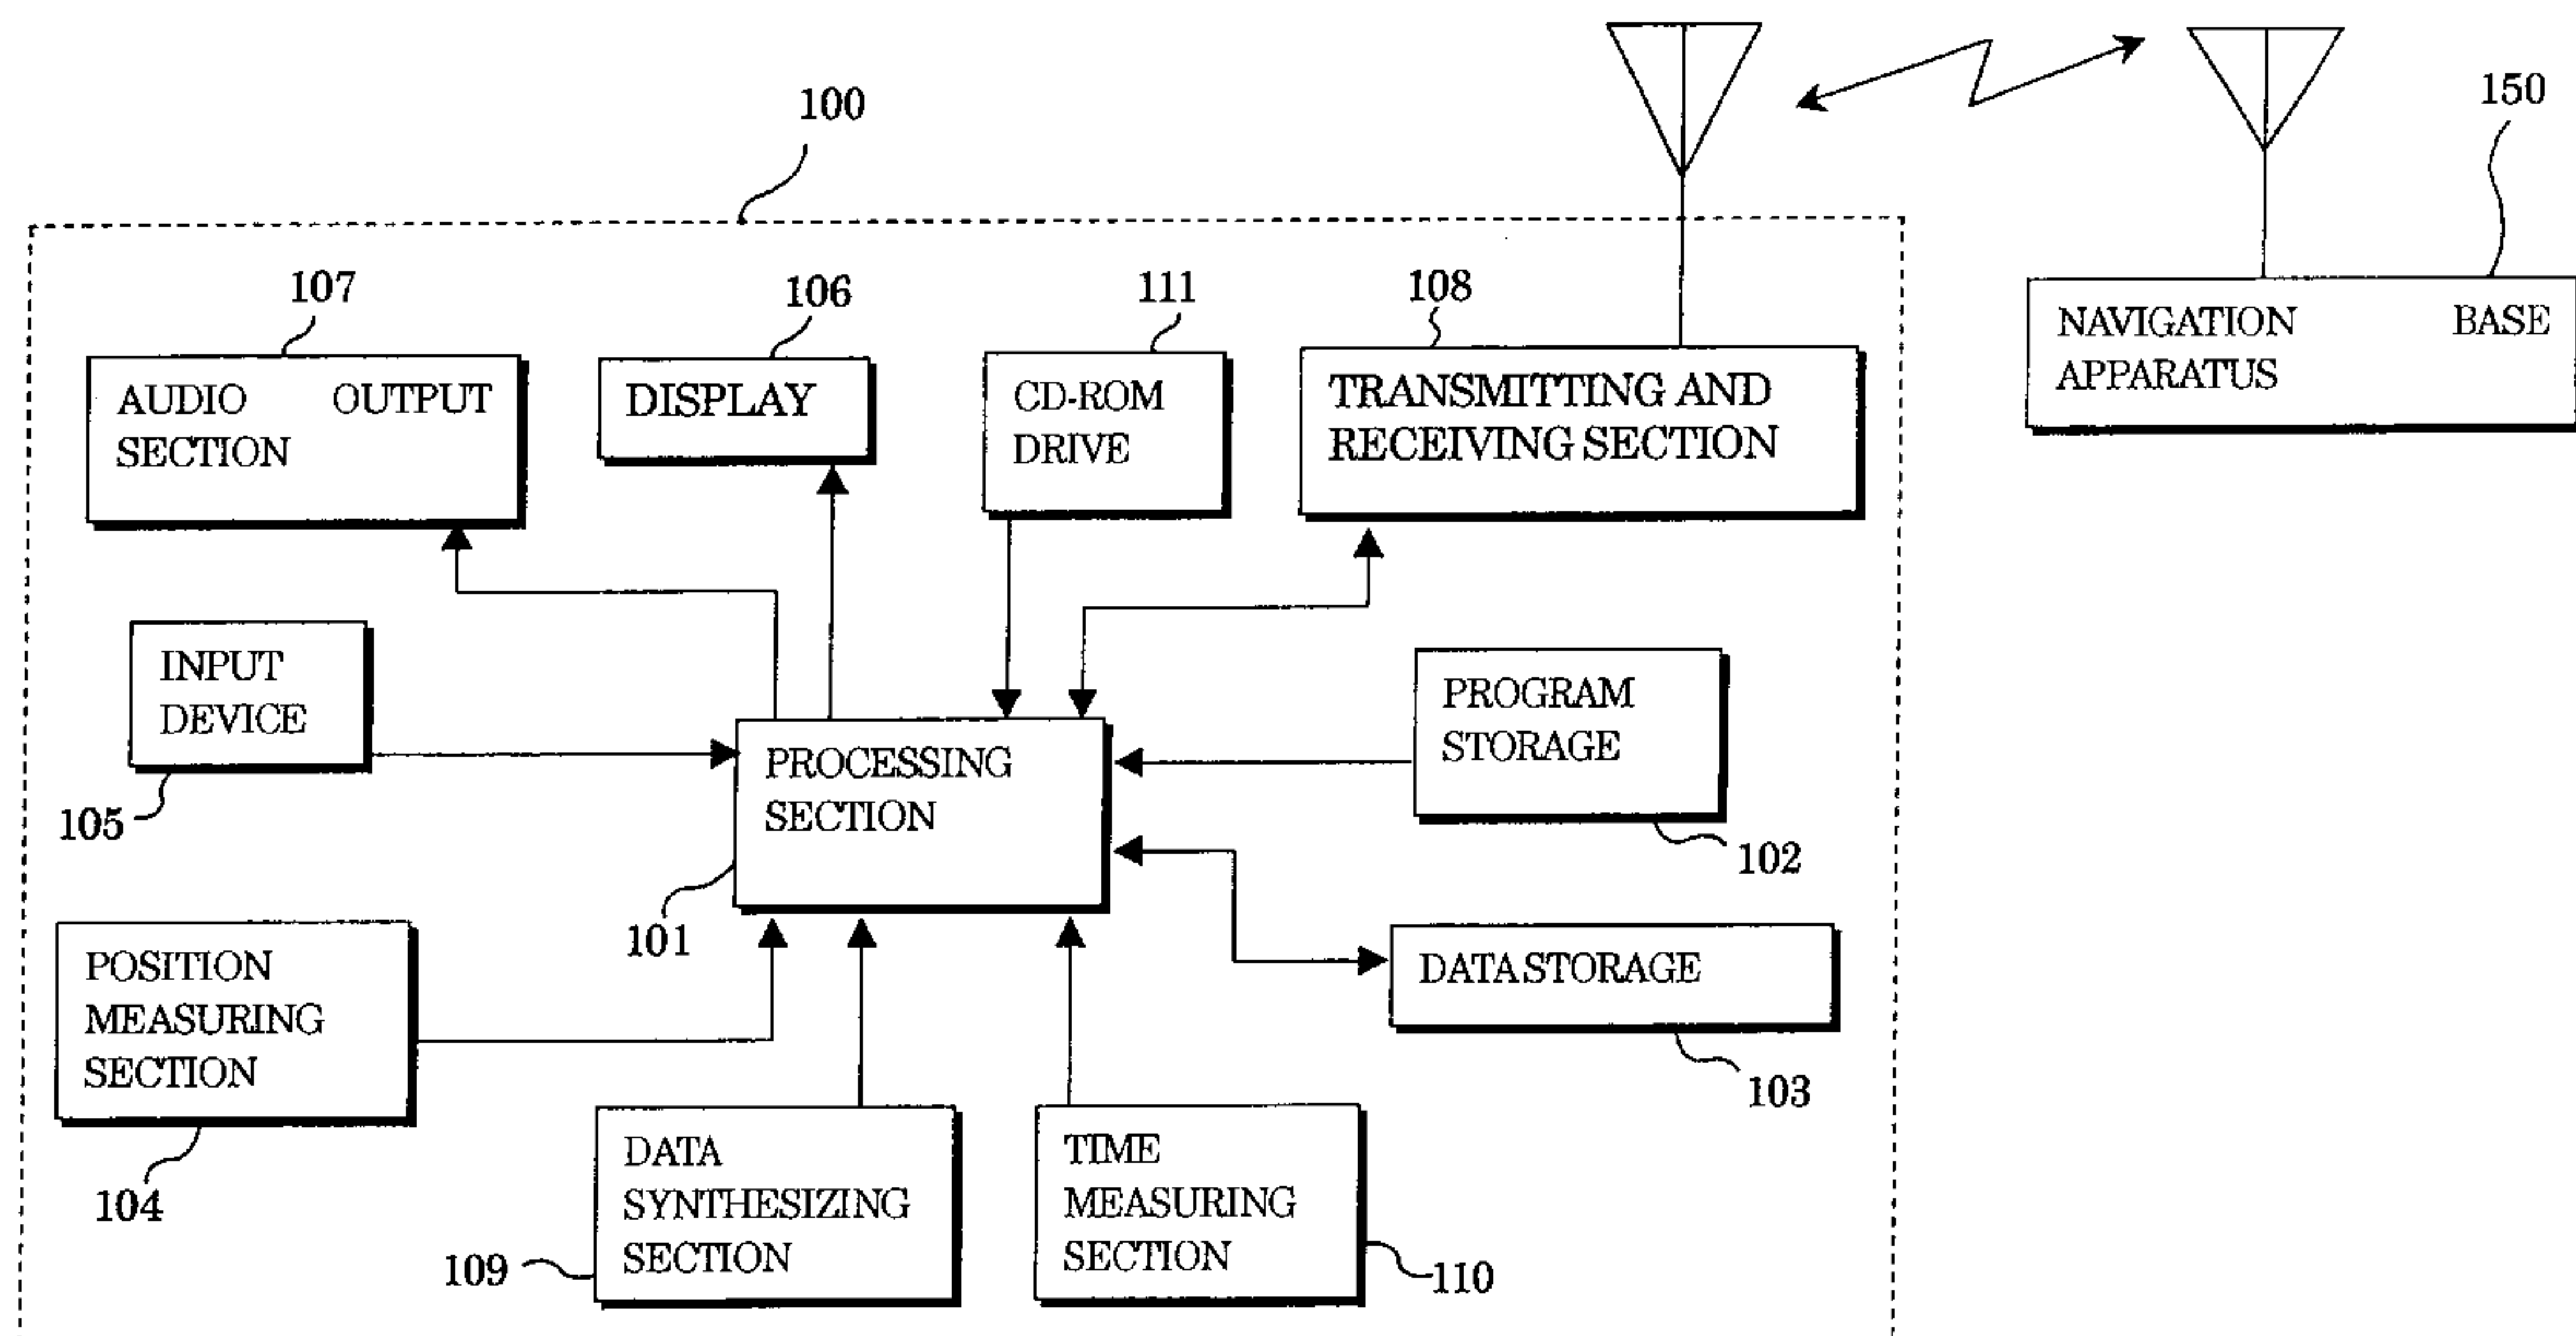 100
150
107
106
111
108
NAVIGATION BASE
APPARATUS
AUDIO OUTPUT
SECTION
DISPLAY
CD-ROM
DRIVE
TRANSMITTING AND
RECEIVING SECTION
INPUT
DEVICE
105
PROCESSING
SECTION
101
PROGRAM
STORAGE
102
POSITION
MEASURING
SECTION
104
DATA STORAGE
103
DATA
SYNTHESIZING
SECTION
109
TIME
MEASURING
SECTION
110